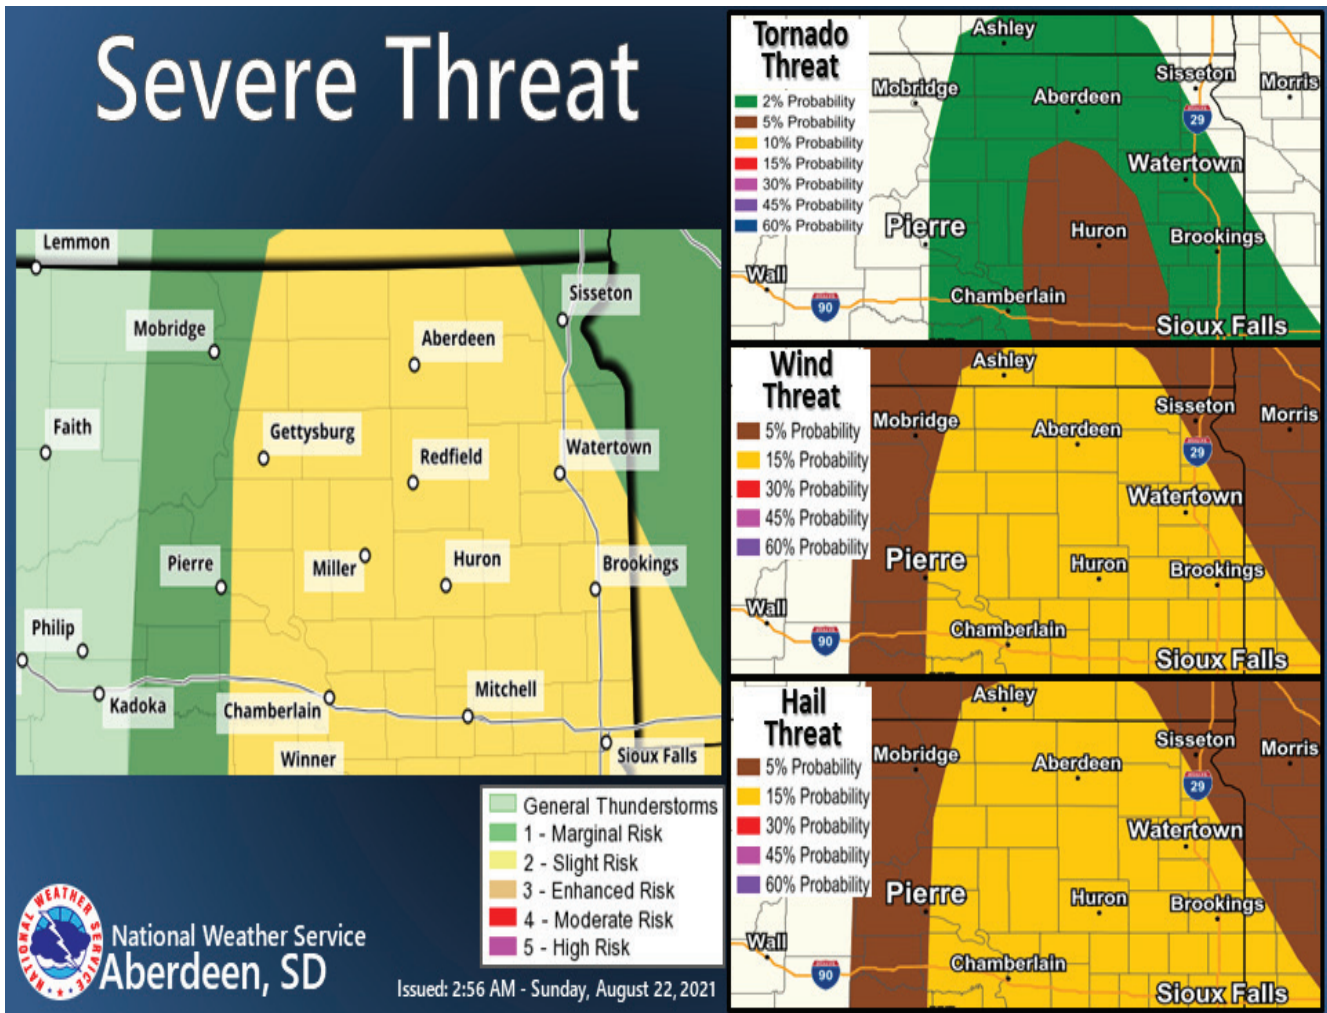 Severe Threat
Lemmon
Mobridge
Sisseton
Aberdeen
Faith
Gettysburg
Redfield
Watertown
Pierre
Miller
Huron
Brookings
Philip
Kadoka
Chamberlain
Mitchell
Winner
Sioux Falls
General Thunderstorms
1 - Marginal Risk
2 - Slight Risk
3 - Enhanced Risk
4 - Moderate Risk
5 - High Risk
NATIONAL WEATHER SERVICE
National Weather Service
Aberdeen, SD
Issued: 2:56 AM - Sunday, August 22, 2021
Tornado
Threat
2% Probability
5% Probability
10% Probability
15% Probability
30% Probability
45% Probability
60% Probability
Ashley
Mobridge
Aberdeen
Sisseton
Morris
29
Watertown
Pierre
Huron
Brookings
Wall
90
Chamberlain
Sioux Falls
Wind
Threat
5% Probability
15% Probability
30% Probability
45% Probability
60% Probability
Ashley
Mobridge
Aberdeen
Sisseton
Morris
29
Watertown
Pierre
Huron
Brookings
Wall
90
Chamberlain
Sioux Falls
Hail
Threat
5% Probability
15% Probability
30% Probability
45% Probability
60% Probability
Ashley
Mobridge
Aberdeen
Sisseton
Morris
29
Watertown
Pierre
Huron
Brookings
Wall
90
Chamberlain
Sioux Falls